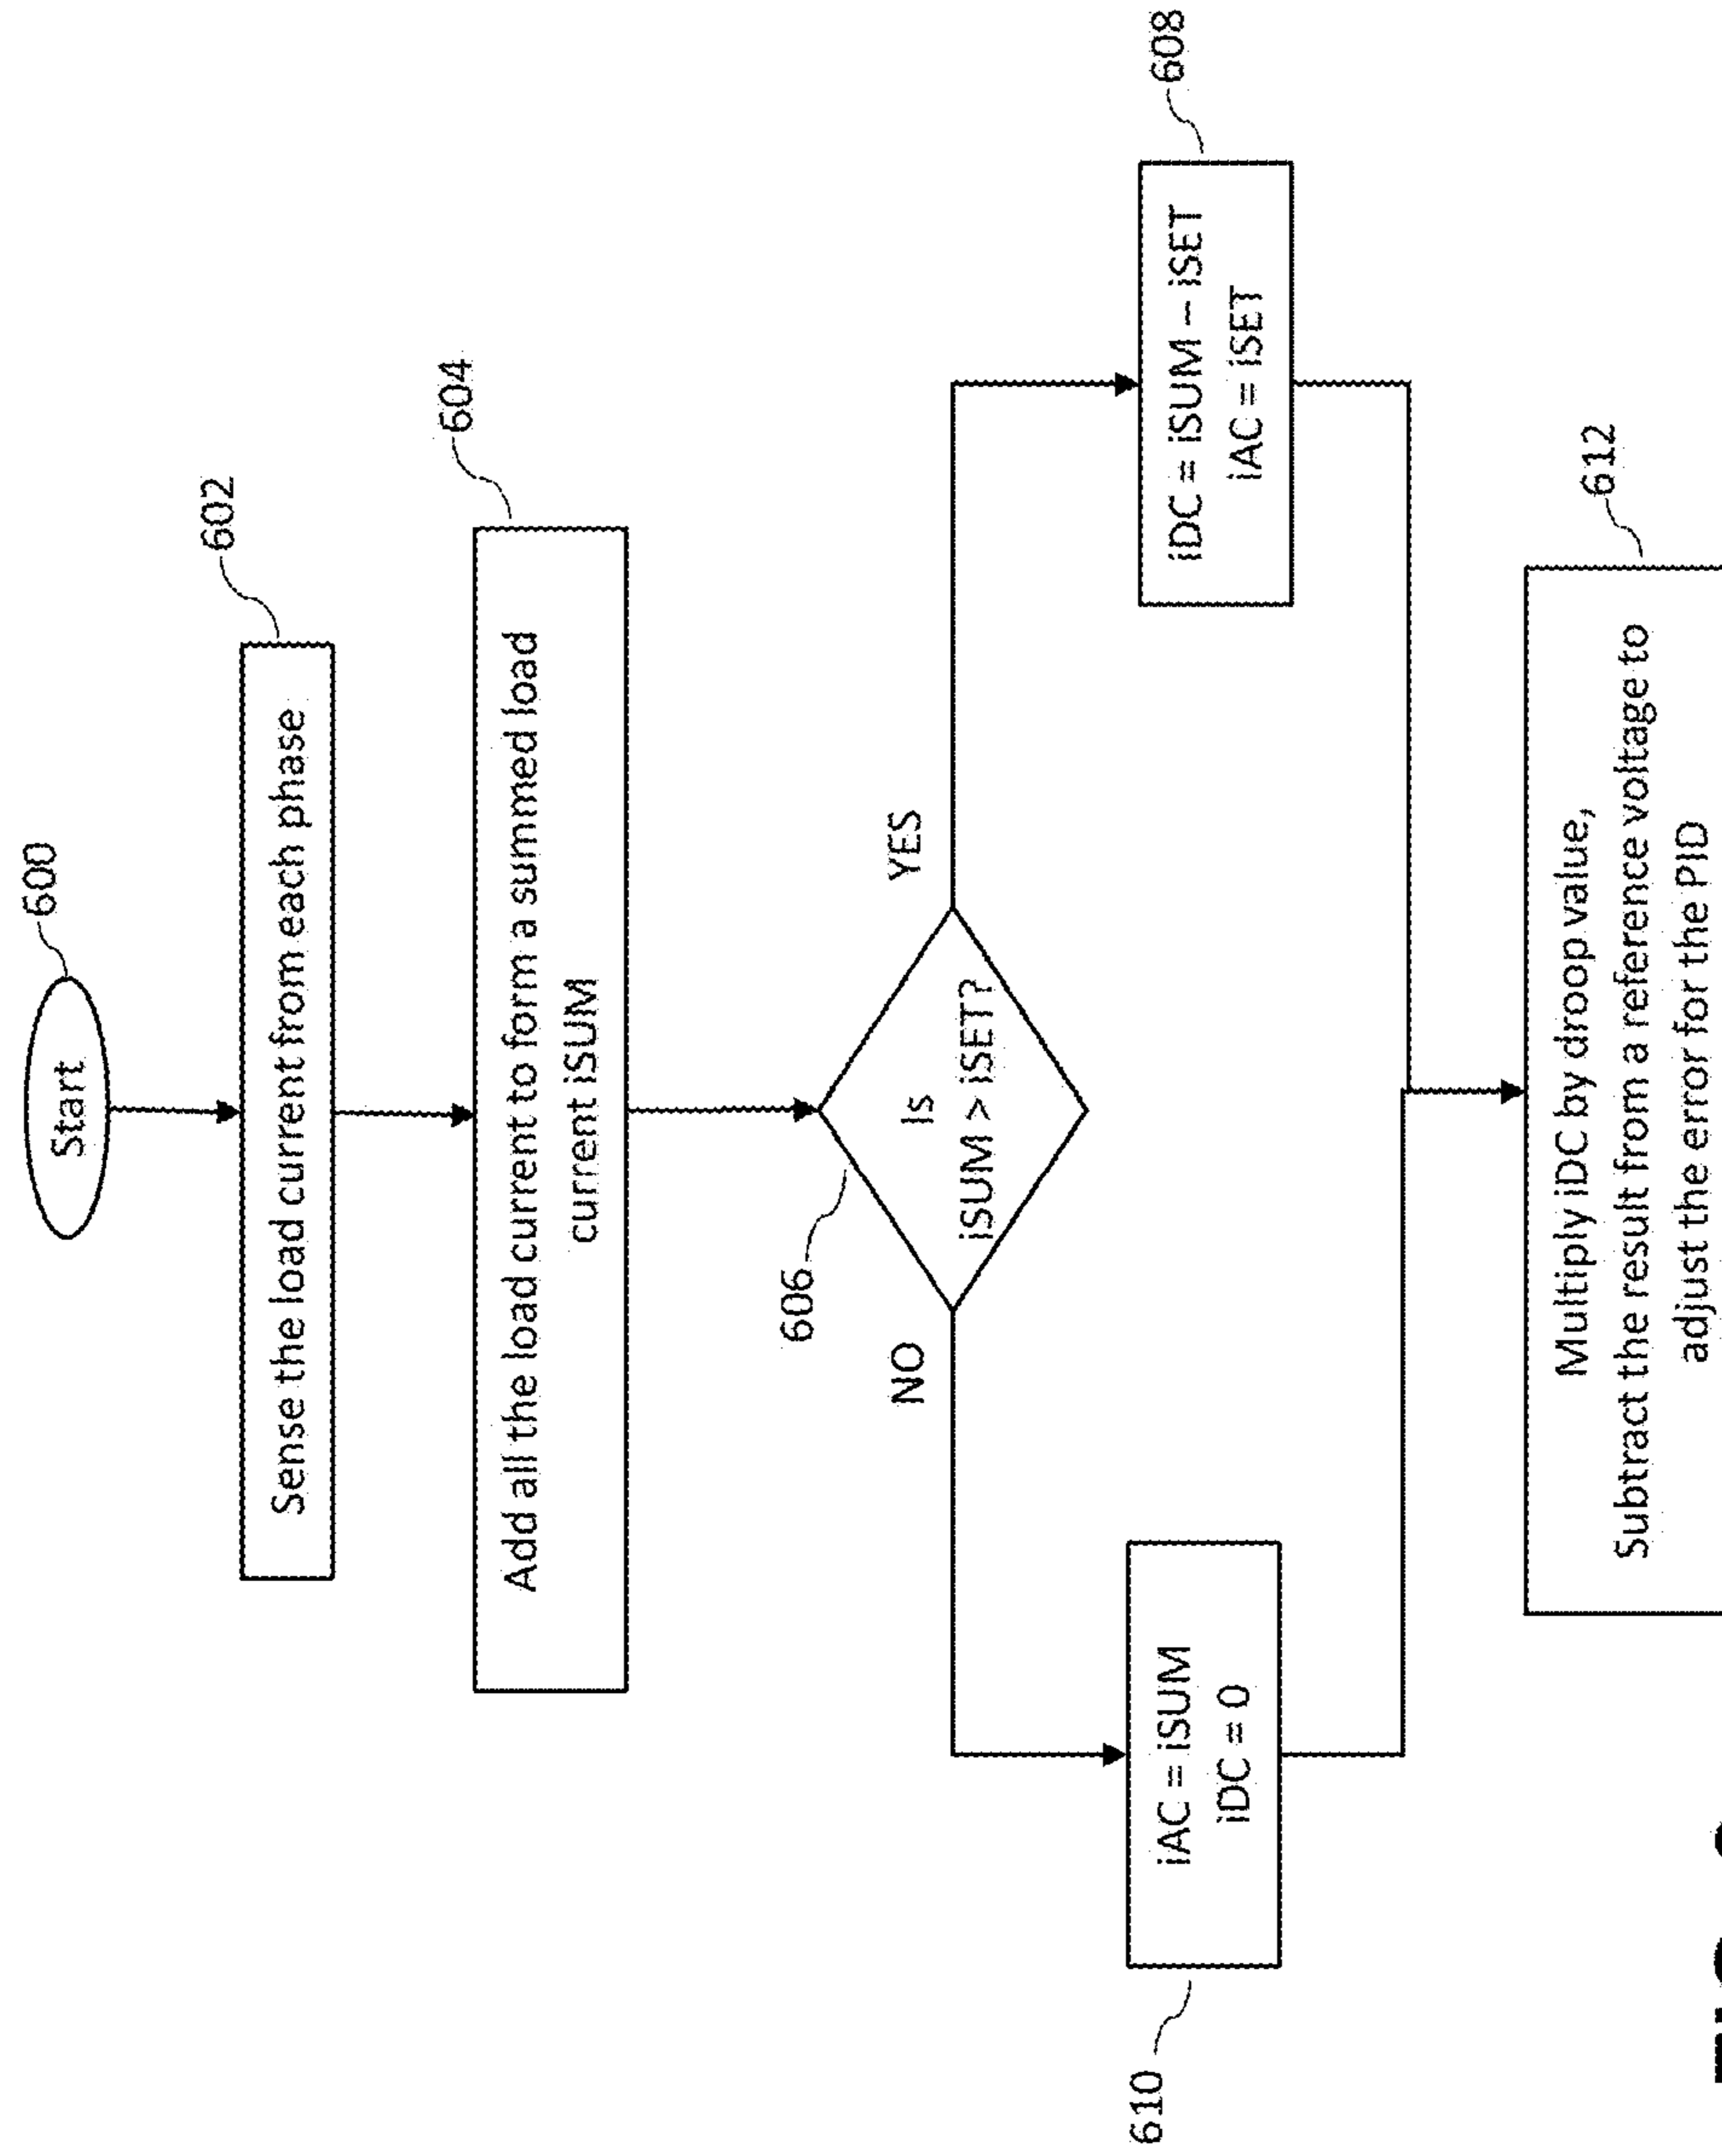 Start
600
Sense the load current from each phase
602
Add all the load current to form a summed load
current iSUM
604
606
Is
iSUM > iSET?
NO
YES
iAC = iSUM
iDC = 0
610
iDC = iSUM – iSET
iAC = iSET
608
Multiply iDC by droop value,
Subtract the result from a reference voltage to
adjust the error for the PID
612